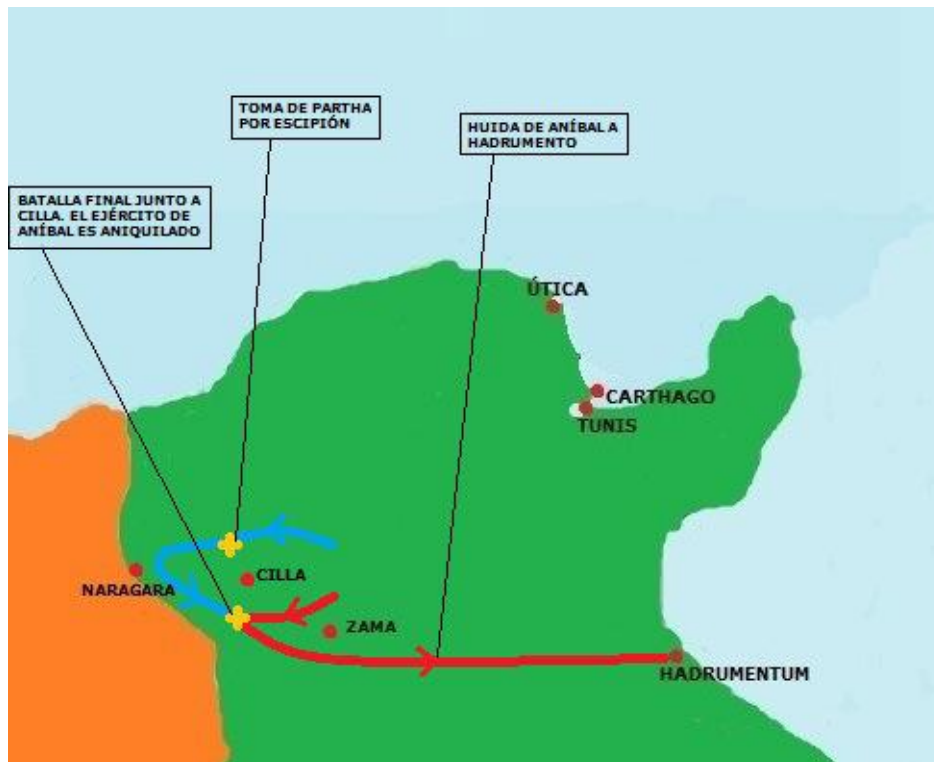 TOMA DE PARTHA
POR ESCIPIÓN
HUIDA DE ANÍBAL A
HADRUMENTO
BATALLA FINAL JUNTO A
CILLA. EL EJÉRCITO DE
ANÍBAL ES ANIQUILADO
ÚTICA
CARTHAGO
TUNIS
CILLA
NARAGARA
ZAMA
HADRUMENTUM